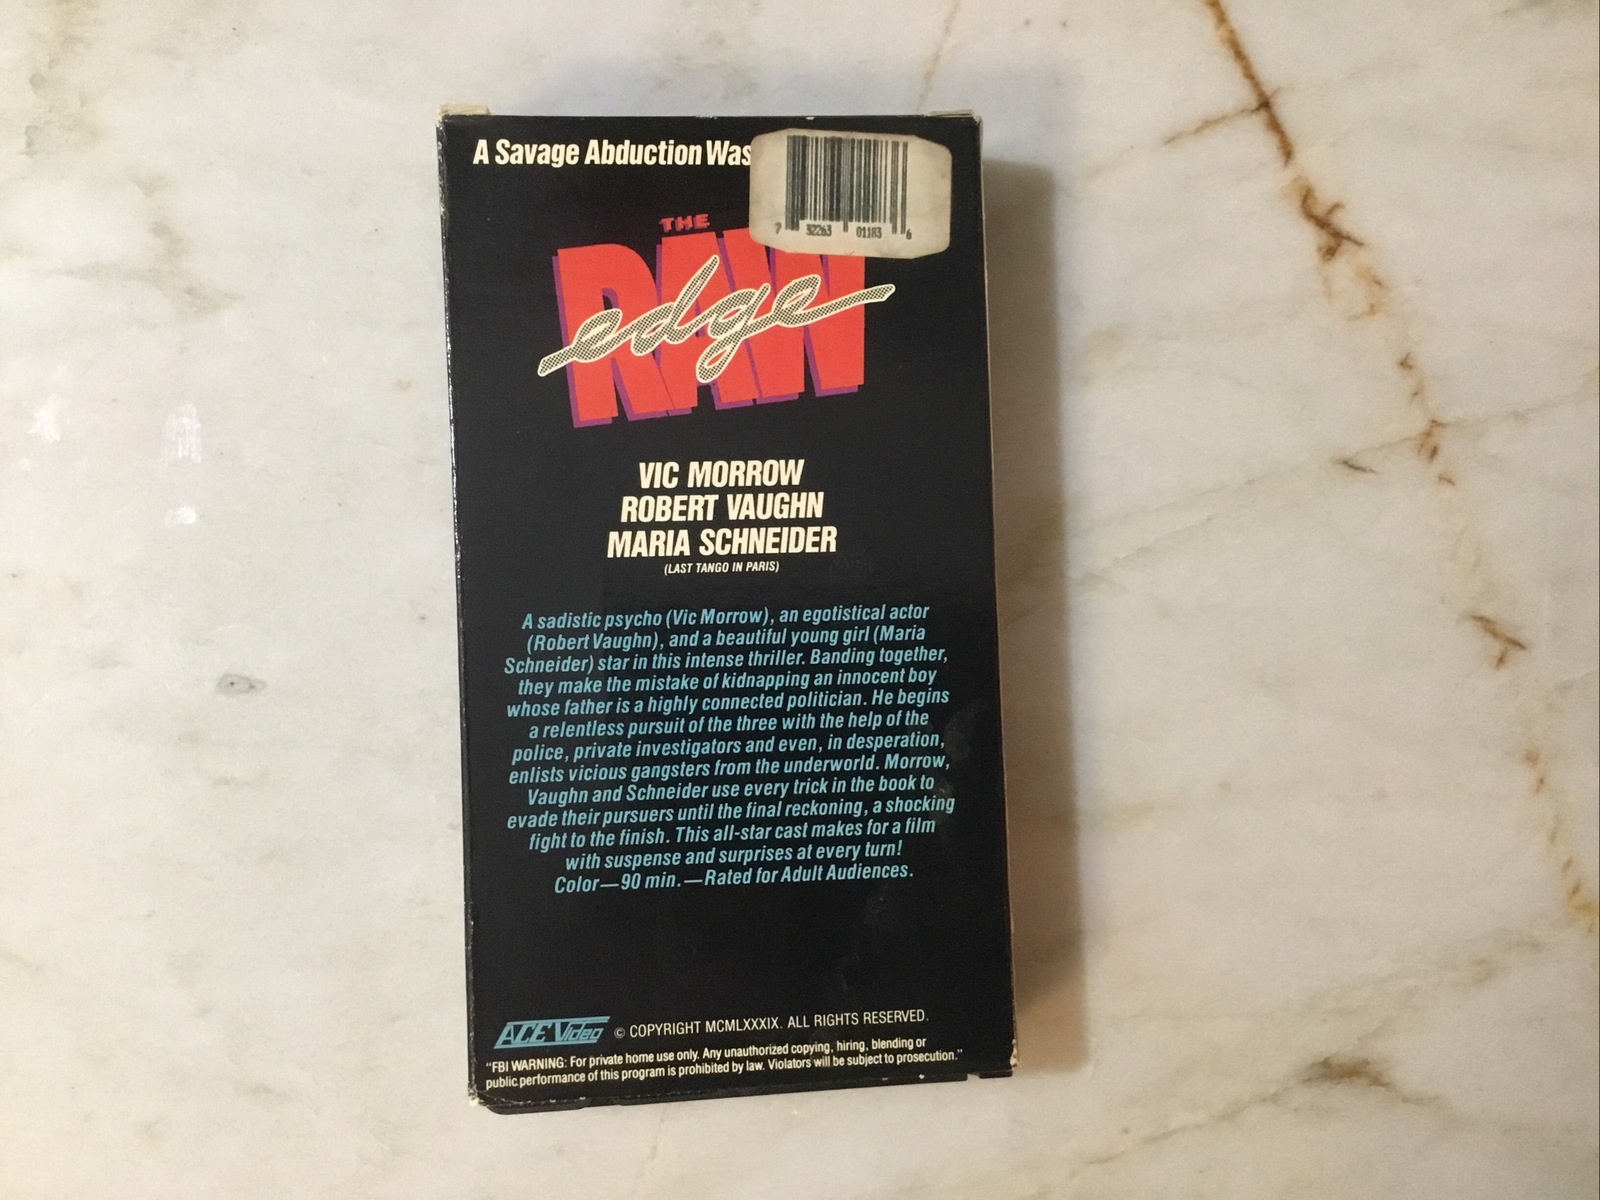 A Savage Abduction Was
7 32263 01183 6
THE
RAW
edge
VIC MORROW
ROBERT VAUGHN
MARIA SCHNEIDER
(LAST TANGO IN PARIS)
A sadistic psycho (Vic Morrow), an egotistical actor
(Robert Vaughn), and a beautiful young girl (Maria
Schneider) star in this intense thriller. Banding together,
they make the mistake of kidnapping an innocent boy
whose father is a highly connected politician. He begins
a relentless pursuit of the three with the help of the
police, private investigators and even, in desperation,
enlists vicious gangsters from the underworld. Morrow,
Vaughn and Schneider use every trick in the book to
evade their pursuers until the final reckoning, a shocking
fight to the finish. This all-star cast makes for a film
with suspense and surprises at every turn!
Color—90 min.—Rated for Adult Audiences.
ACE Video © COPYRIGHT MCMLXXXIX. ALL RIGHTS RESERVED.
"FBI WARNING: For private home use only. Any unauthorized copying, hiring, blending or
public performance of this program is prohibited by law. Violators will be subject to prosecution."